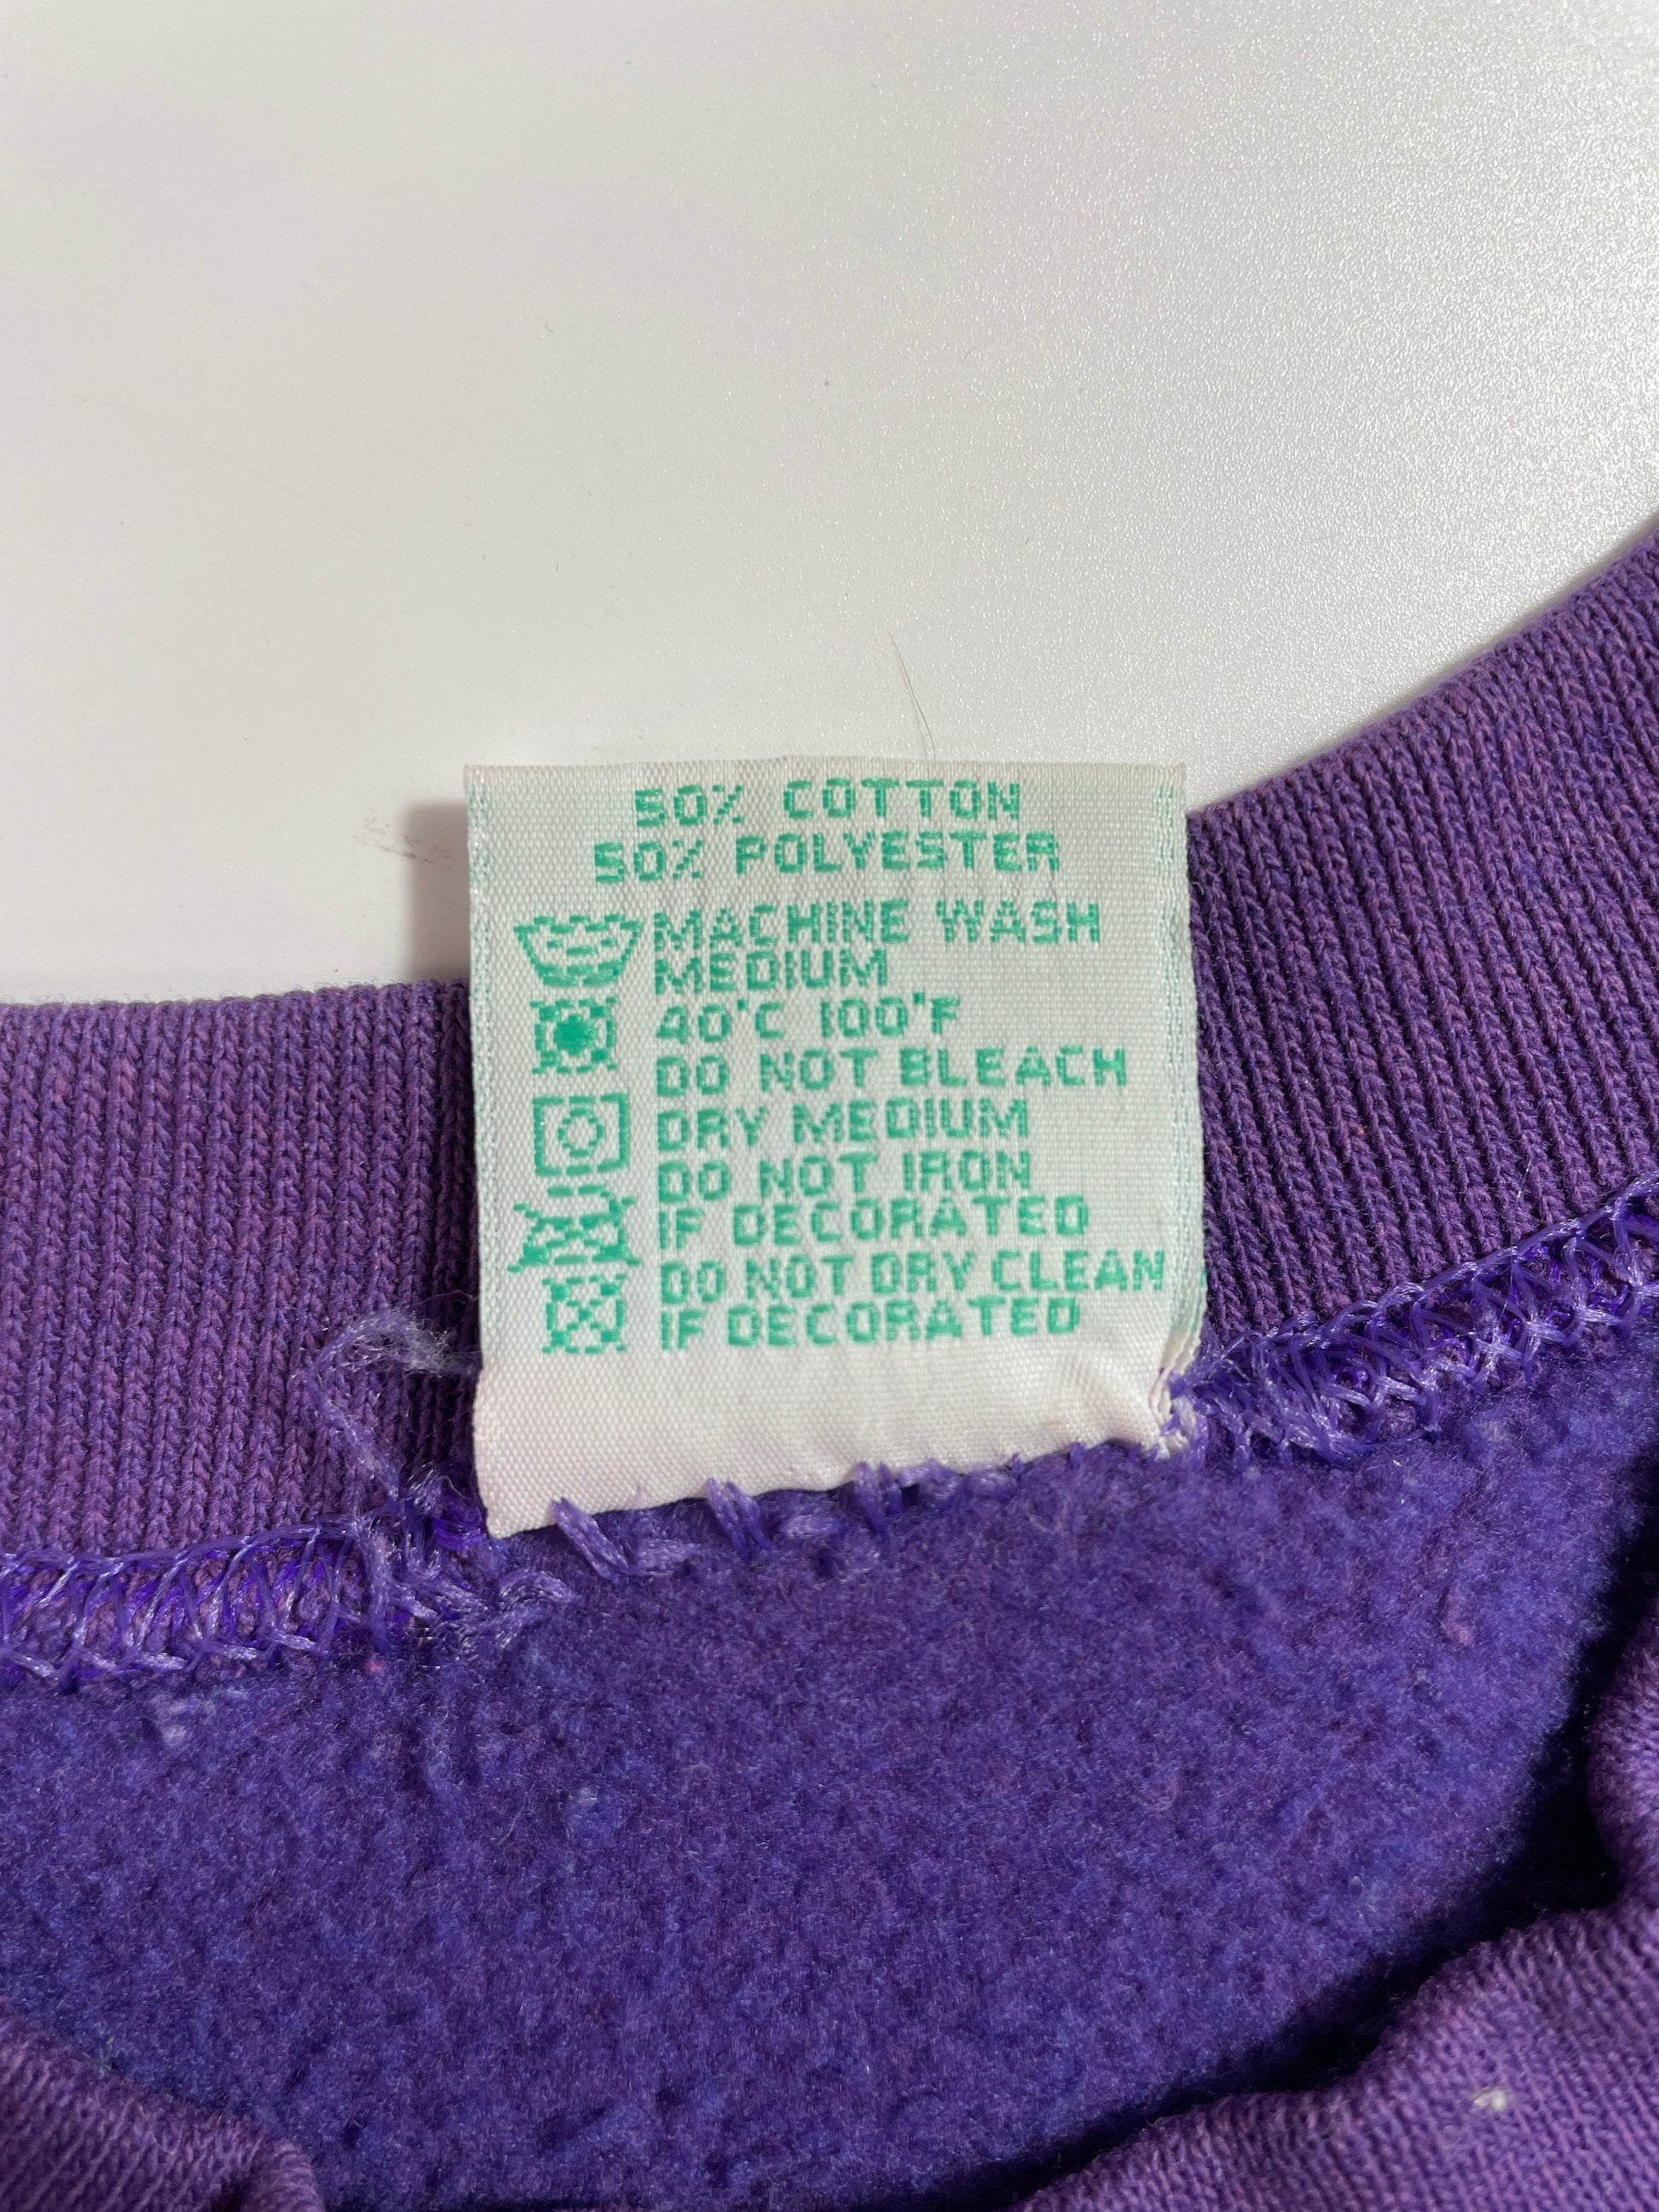 50% COTTON
50% POLYESTER
MACHINE WASH
MEDIUM
40°C 100°F
DO NOT BLEACH
DRY MEDIUM
DO NOT IRON
IF DECORATED
DO NOT DRY CLEAN
IF DECORATED